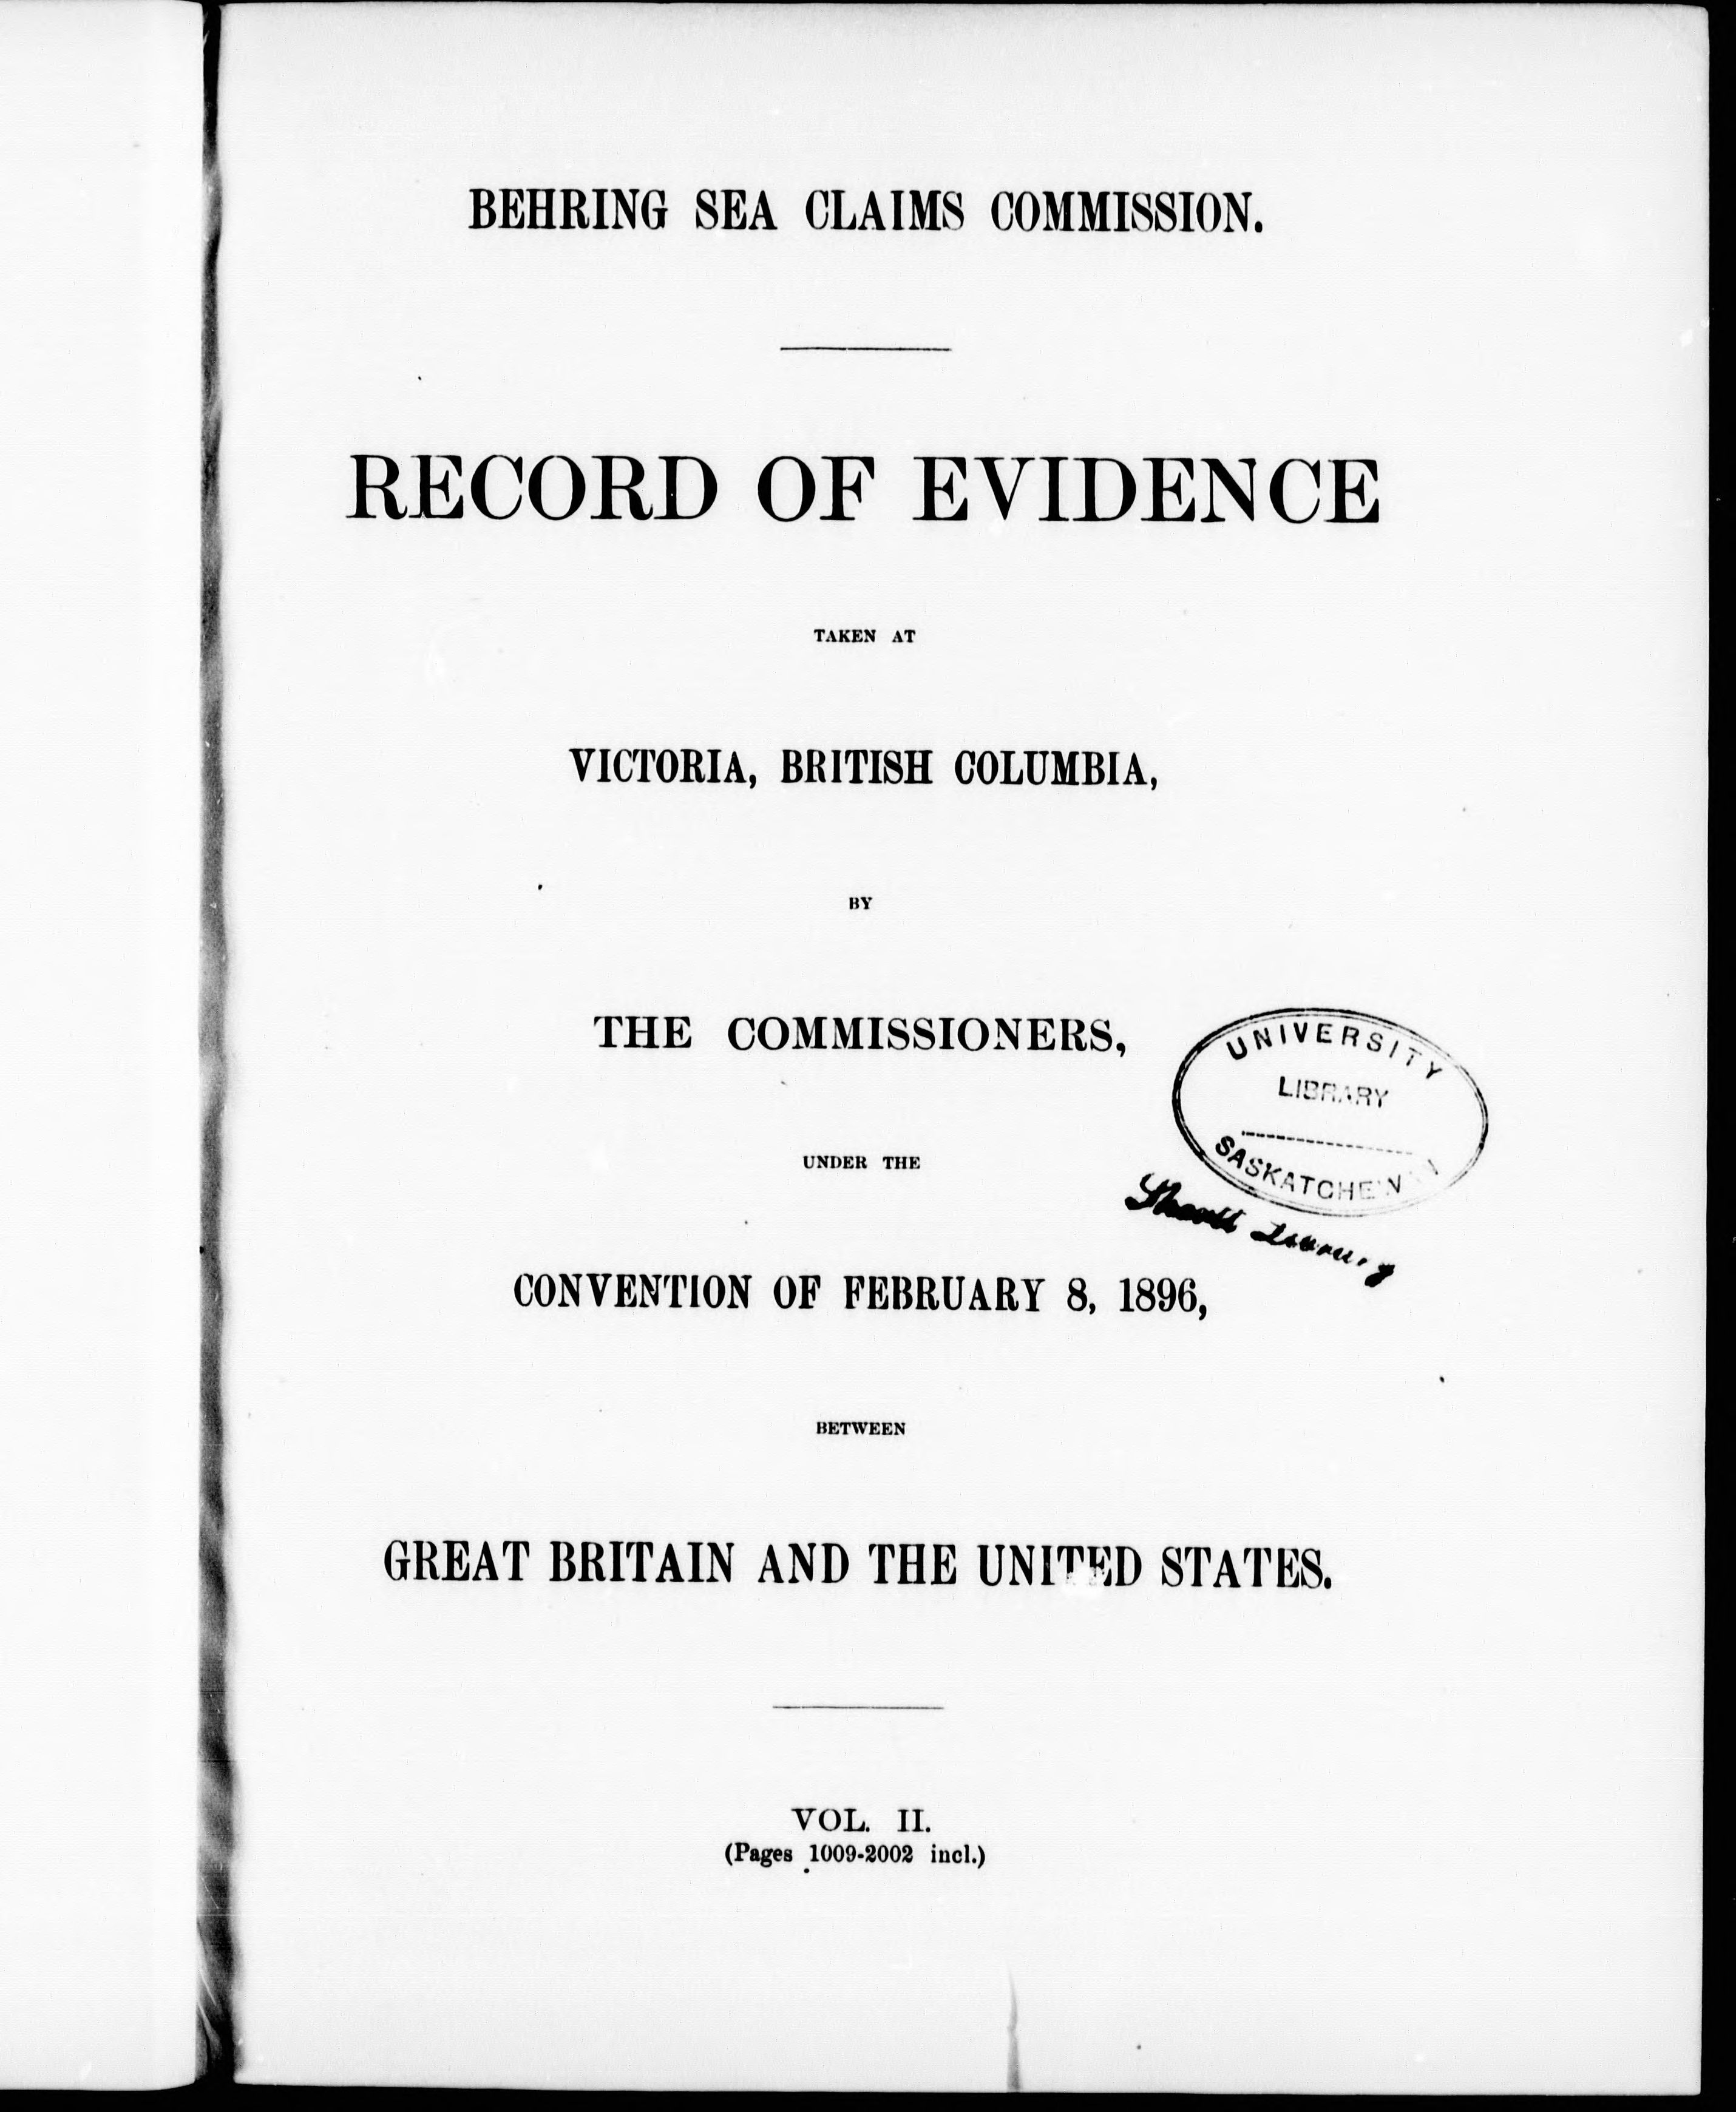 BEHRING SEA CLAIMS COMMISSION.
RECORD OF EVIDENCE
TAKEN AT
VICTORIA, BRITISH COLUMBIA,
BY
THE COMMISSIONERS,
UNIVERSITY
LIBRARY
SASKATCHEWAN
UNDER THE
CONVENTION OF FEBRUARY 8, 1896,
BETWEEN
GREAT BRITAIN AND THE UNITED STATES.
VOL. II.
(Pages 1009-2002 incl.)